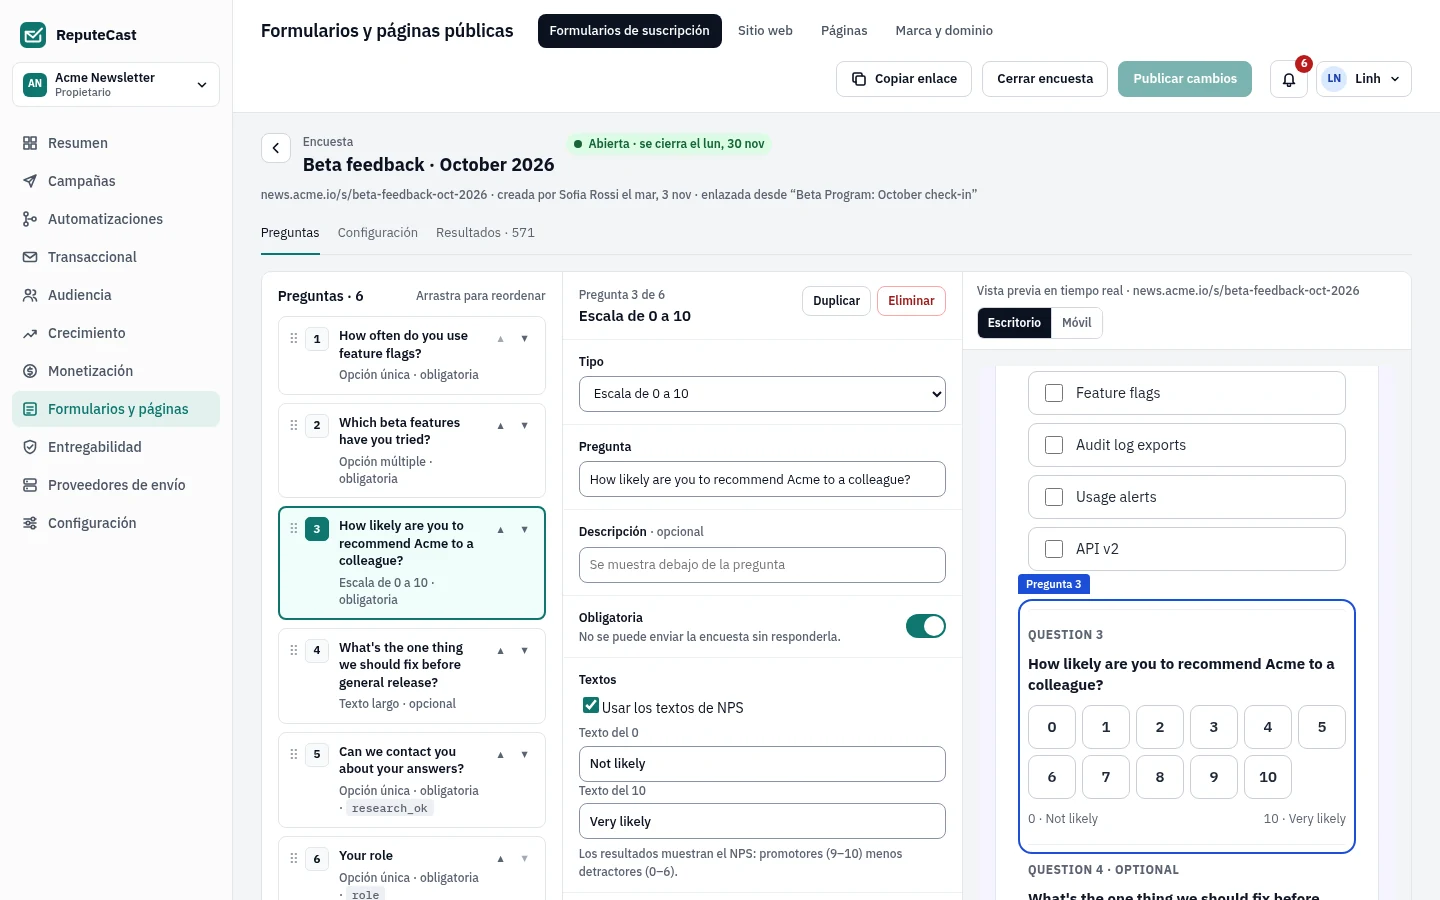 ReputeCast
AN
Acme Newsletter
Propietario
Resumen
Campañas
Automatizaciones
Transaccional
Audiencia
Crecimiento
Monetización
Formularios y páginas
Entregabilidad
Proveedores de envío
Configuración
Formularios y páginas públicas
Formularios de suscripción
Sitio web
Páginas
Marca y dominio
Copiar enlace
Cerrar encuesta
Publicar cambios
6
LN
Linh
Encuesta
Beta feedback · October 2026
Abierta · se cierra el lun, 30 nov
news.acme.io/s/beta-feedback-oct-2026 · creada por Sofia Rossi el mar, 3 nov · enlazada desde “Beta Program: October check-in”
Preguntas
Configuración
Resultados · 571
Preguntas · 6
Arrastra para reordenar
1
How often do you use
feature flags?
Opción única · obligatoria
2
Which beta features
have you tried?
Opción múltiple ·
obligatoria
3
How likely are you to
recommend Acme to a
colleague?
Escala de 0 a 10 ·
obligatoria
4
What's the one thing
we should fix before
general release?
Texto largo · opcional
5
Can we contact you
about your answers?
Opción única · obligatoria
· research_ok
6
Your role
Opción única · obligatoria
· role
Pregunta 3 de 6
Escala de 0 a 10
Duplicar
Eliminar
Tipo
Escala de 0 a 10
Pregunta
How likely are you to recommend Acme to a colleague?
Descripción · opcional
Se muestra debajo de la pregunta
Obligatoria
No se puede enviar la encuesta sin responderla.
Textos
Usar los textos de NPS
Texto del 0
Not likely
Texto del 10
Very likely
Los resultados muestran el NPS: promotores (9–10) menos
detractores (0–6).
Vista previa en tiempo real · news.acme.io/s/beta-feedback-oct-2026
Escritorio
Móvil
Feature flags
Audit log exports
Usage alerts
API v2
Pregunta 3
QUESTION 3
How likely are you to recommend Acme to a
colleague?
0 1 2 3 4 5
6 7 8 9 10
0 · Not likely
10 · Very likely
QUESTION 4 · OPTIONAL
What's the one thing we should fix before